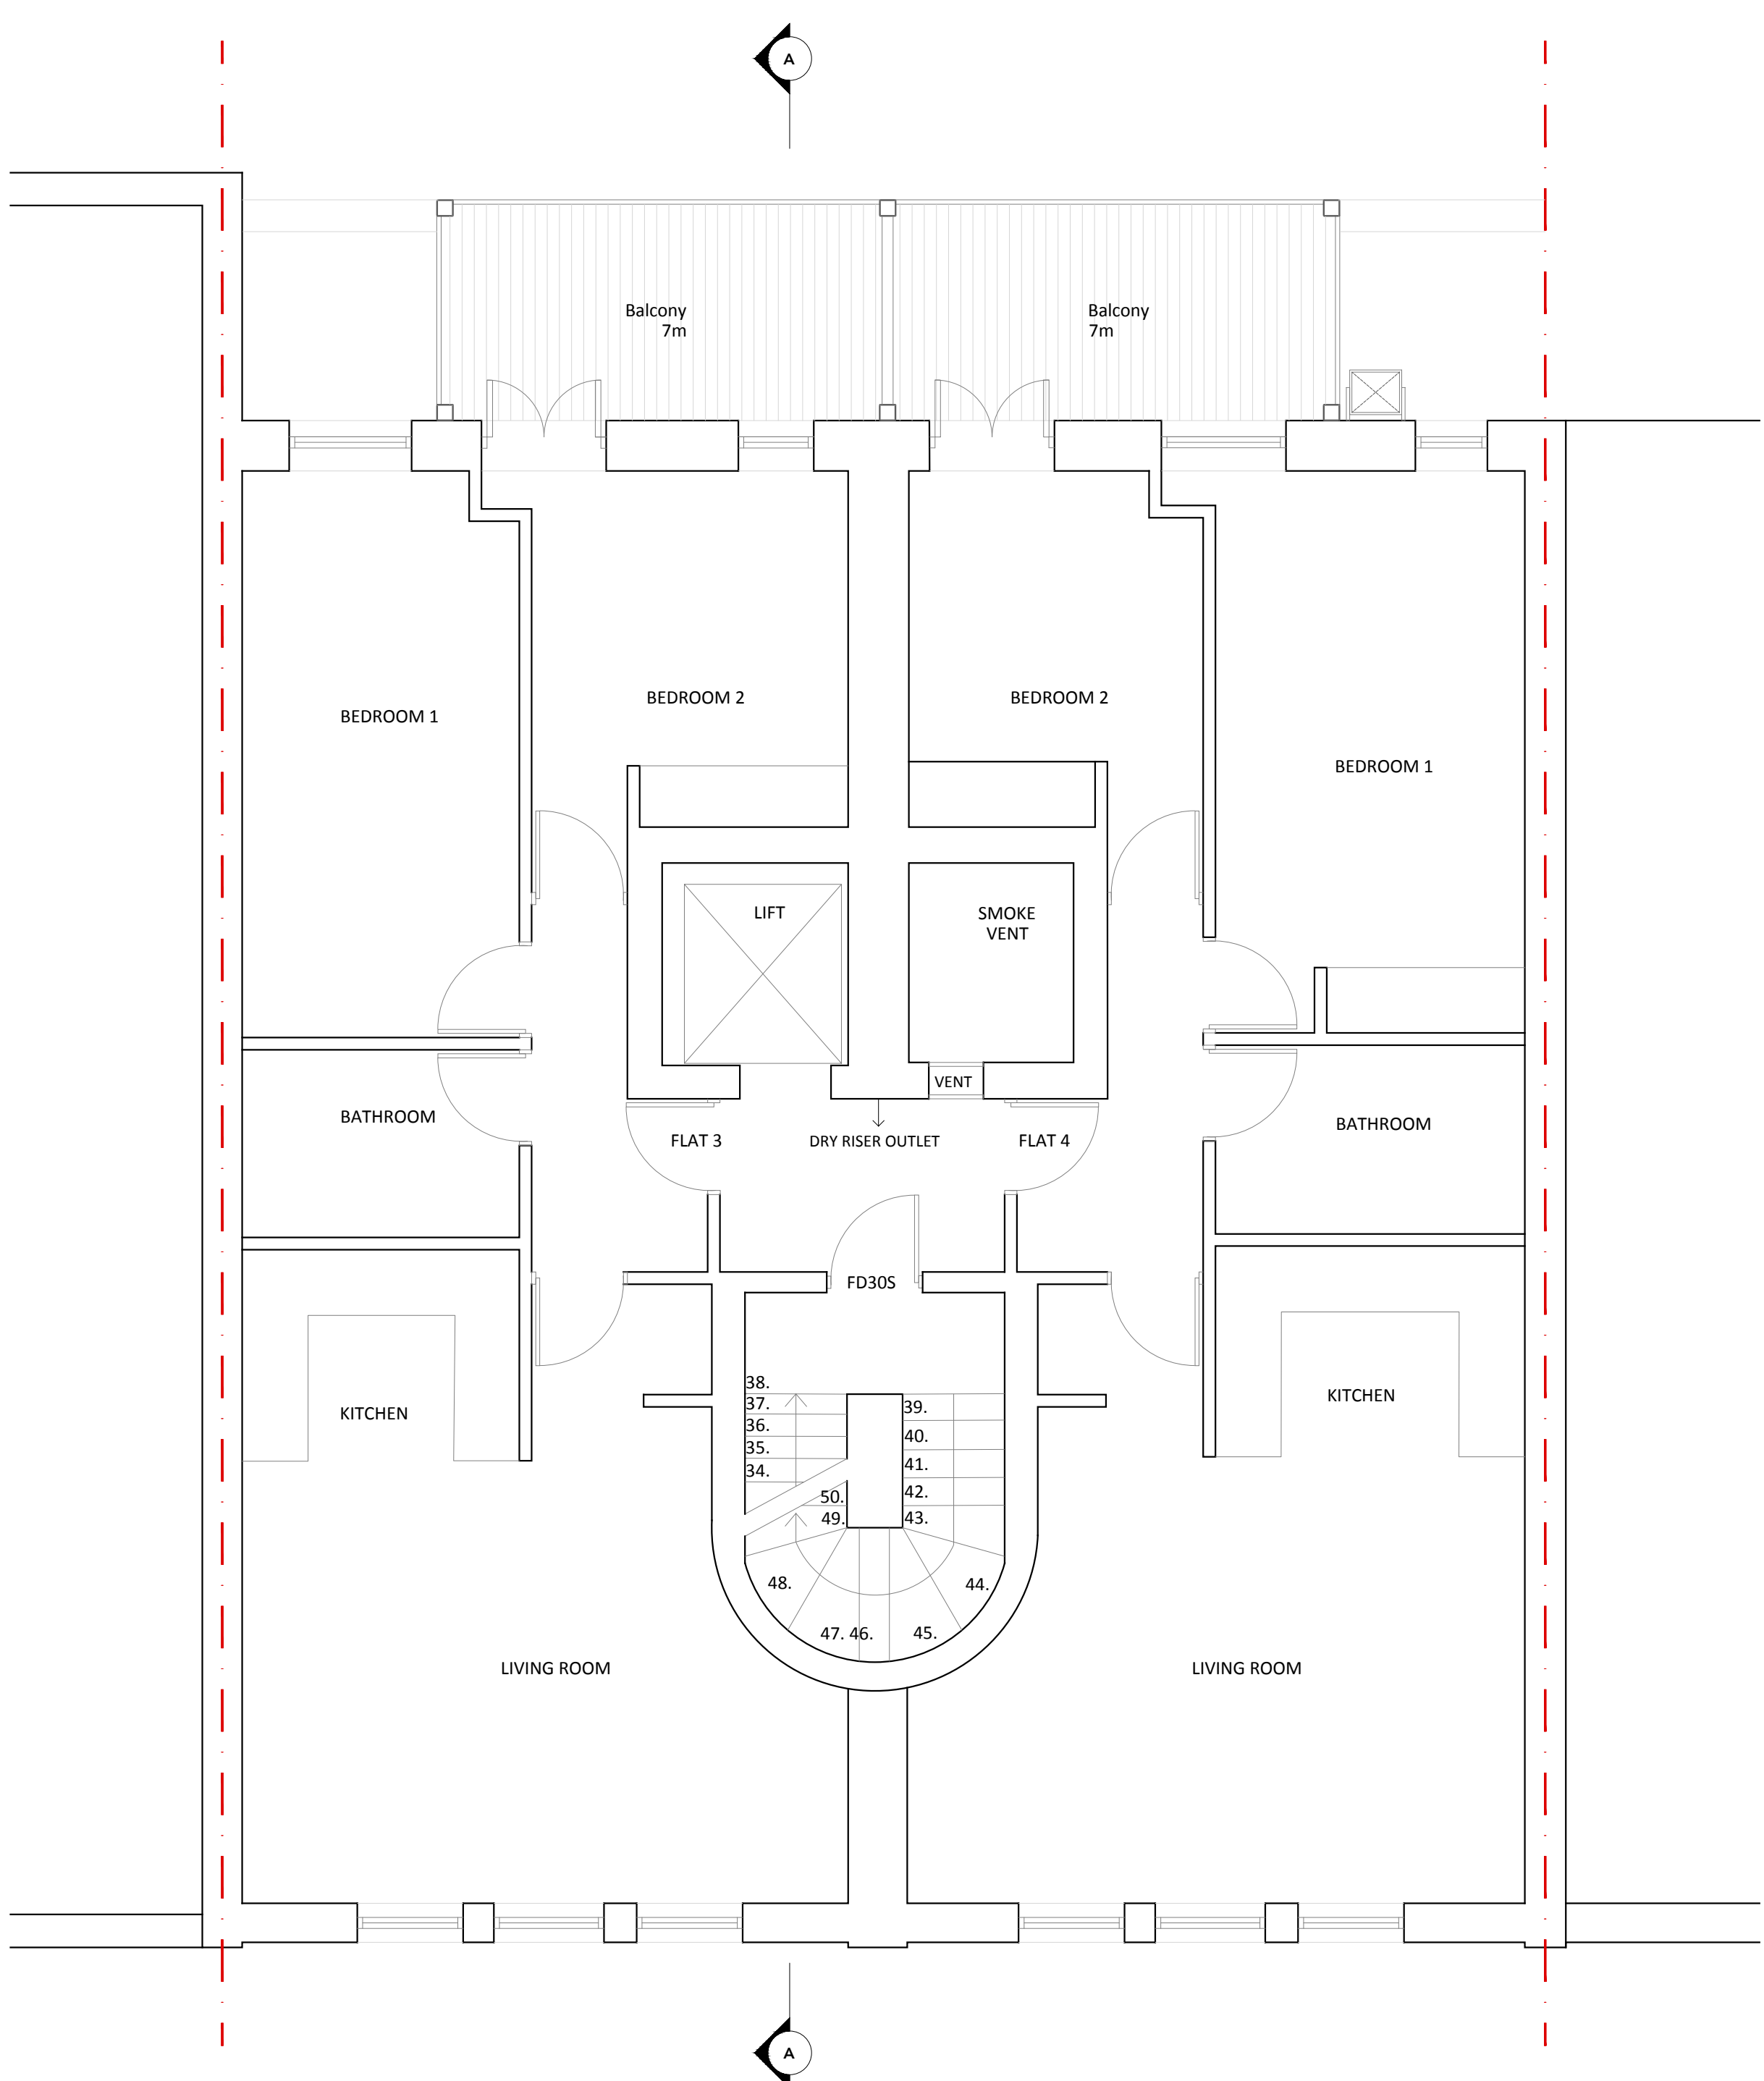 A
Balcony
7m
Balcony
7m
BEDROOM 2
BEDROOM 2
BEDROOM 1
BEDROOM 1
LIFT
SMOKE
VENT
VENT
BATHROOM
BATHROOM
FLAT 3
DRY RISER OUTLET
FLAT 4
FD30S
38.
37.
36.
35.
34.
39.
40.
41.
42.
43.
50.
49.
48.
47.
46.
45.
44.
KITCHEN
KITCHEN
LIVING ROOM
LIVING ROOM
A